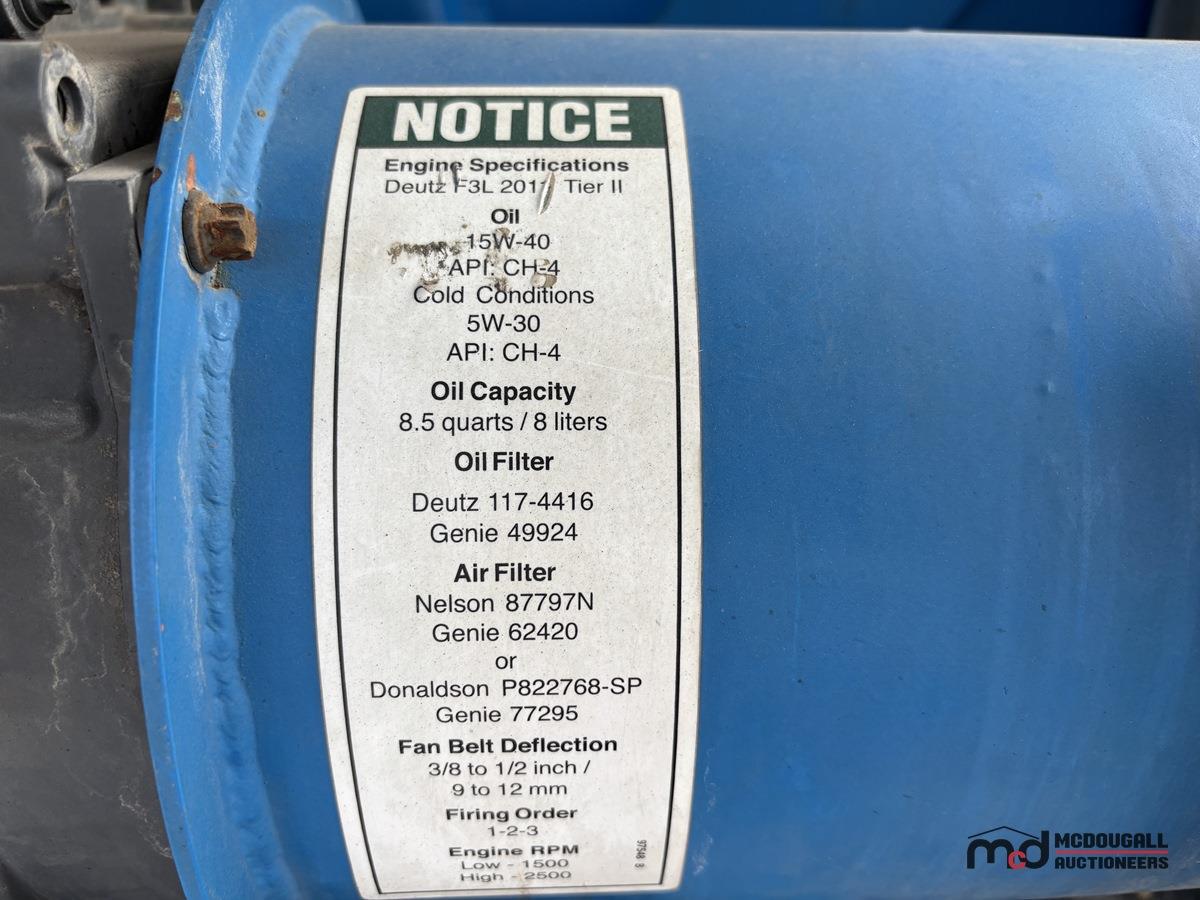 NOTICE
Engine Specifications
Deutz F3L 2011 Tier II
Oil
15W-40
API: CH-4
Cold Conditions
5W-30
API: CH-4
Oil Capacity
8.5 quarts / 8 liters
Oil Filter
Deutz 117-4416
Genie 49924
Air Filter
Nelson 87797N
Genie 62420
or
Donaldson P822768-SP
Genie 77295
Fan Belt Deflection
3/8 to 1/2 inch /
9 to 12 mm
Firing Order
1-2-3
Engine RPM
Low - 1500
High - 2500
97548 B
mcd MCDOUGALL
AUCTIONEERS